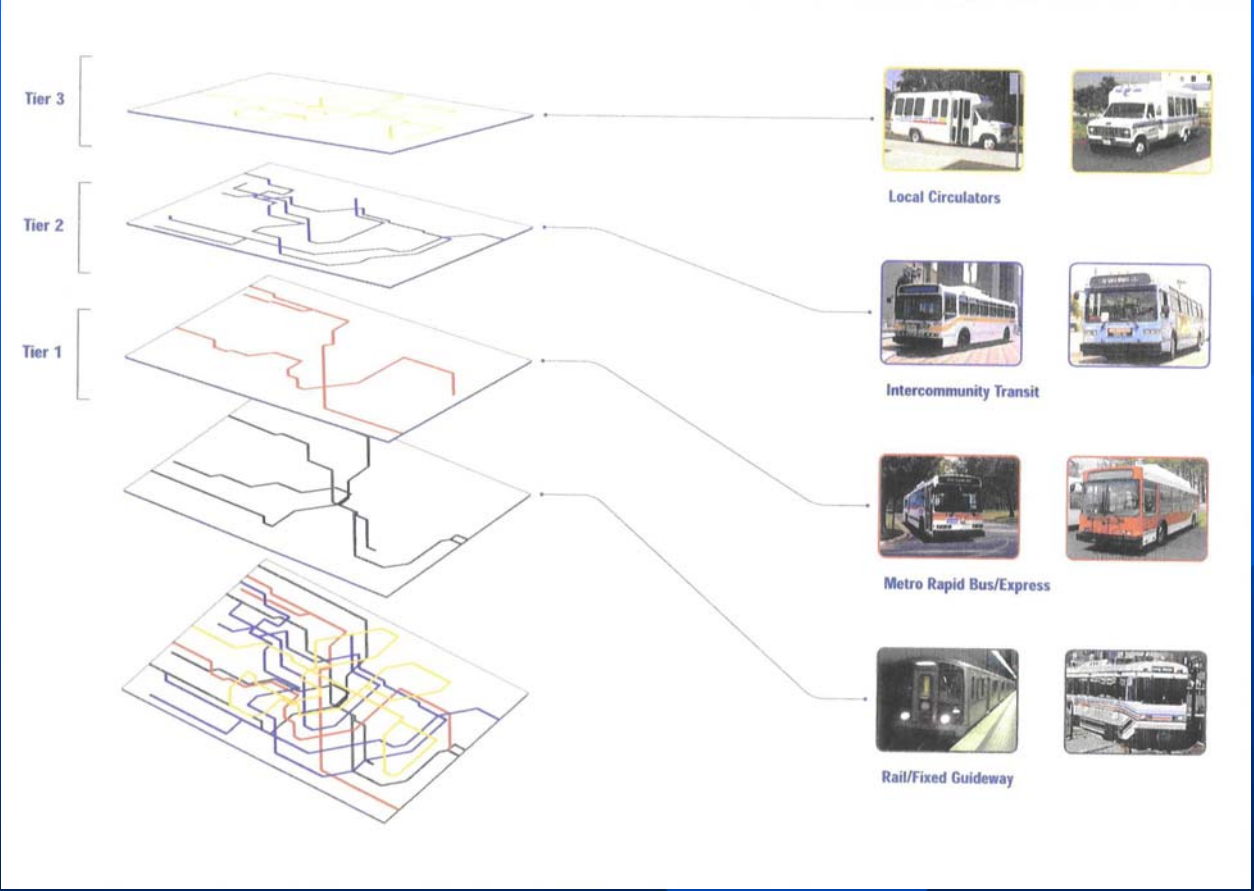 Tier 3
Local Circulators
Tier 2
Intercommunity Transit
Tier 1
Metro Rapid Bus/Express
Rail/Fixed Guideway